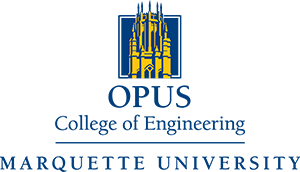 OPUS
College of Engineering
MARQUETTE UNIVERSITY